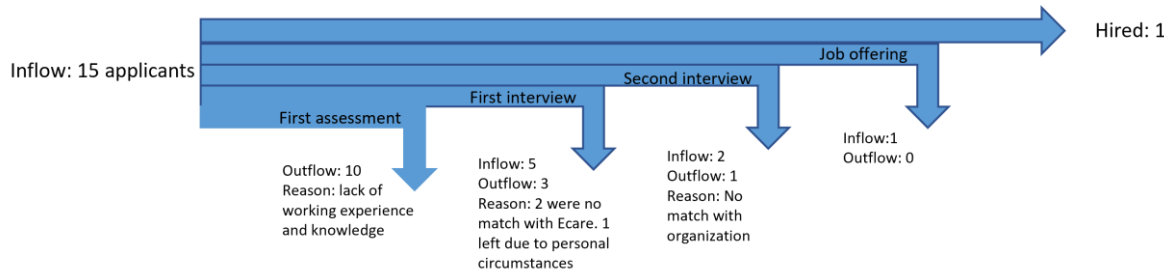 Hired: 1
Inflow: 15 applicants
Job offering
Second interview
First interview
First assessment
Outflow: 10
Reason: lack of
working experience
and knowledge
Inflow: 5
Outflow: 3
Reason: 2 were no
match with Ecare. 1
left due to personal
circumstances
Inflow: 2
Outflow: 1
Reason: No
match with
organization
Inflow:1
Outflow: 0